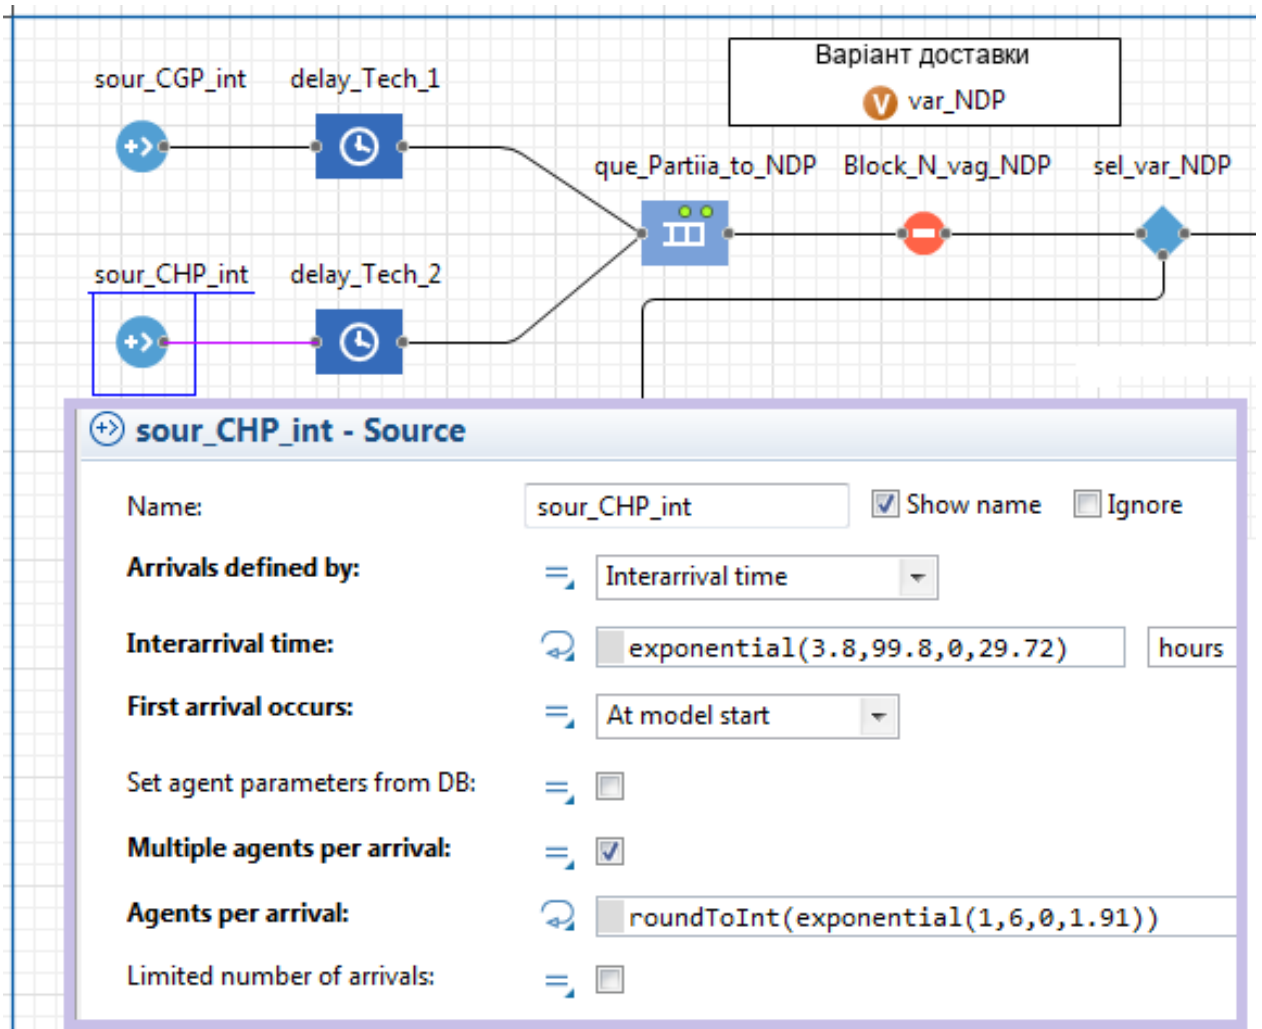 Варіант доставки
V var_NDP
sour_CGP_int delay_Tech_1
que_Partiia_to_NDP Block_N_vag_NDP sel_var_NDP
sour_CHP_int delay_Tech_2
sour_CHP_int - Source
Name: sour_CHP_int Show name Ignore
Arrivals defined by: Interarrival time
Interarrival time: exponential(3.8,99.8,0,29.72) hours
First arrival occurs: At model start
Set agent parameters from DB:
Multiple agents per arrival:
Agents per arrival: roundToInt(exponential(1,6,0,1.91))
Limited number of arrivals: